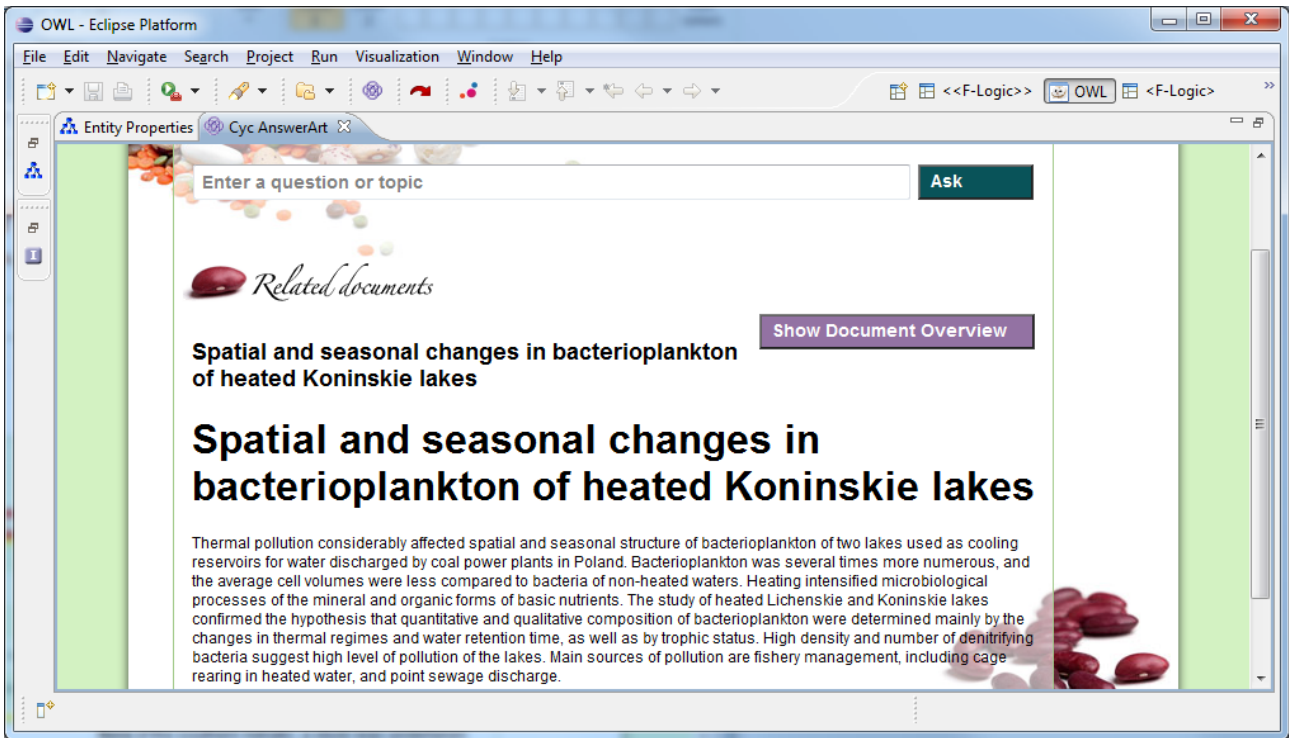 OWL - Eclipse Platform
File Edit Navigate Search Project Run Visualization Window Help
<<F-Logic>> OWL <F-Logic> »
Entity Properties Cyc AnswerArt
Enter a question or topic Ask
Related documents
Show Document Overview
Spatial and seasonal changes in bacterioplankton
of heated Koninskie lakes
Spatial and seasonal changes in
bacterioplankton of heated Koninskie lakes
Thermal pollution considerably affected spatial and seasonal structure of bacterioplankton of two lakes used as cooling
reservoirs for water discharged by coal power plants in Poland. Bacterioplankton was several times more numerous, and
the average cell volumes were less compared to bacteria of non-heated waters. Heating intensified microbiological
processes of the mineral and organic forms of basic nutrients. The study of heated Lichenskie and Koninskie lakes
confirmed the hypothesis that quantitative and qualitative composition of bacterioplankton were determined mainly by the
changes in thermal regimes and water retention time, as well as by trophic status. High density and number of denitrifying
bacteria suggest high level of pollution of the lakes. Main sources of pollution are fishery management, including cage
rearing in heated water, and point sewage discharge.